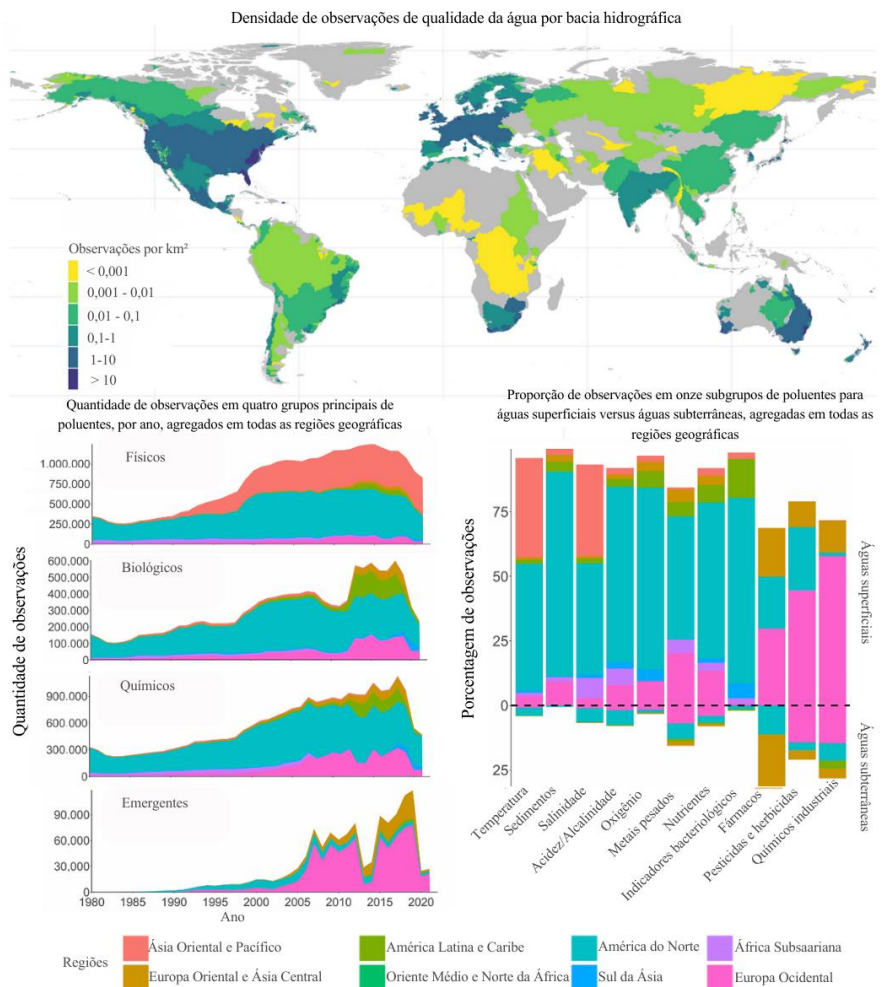 Densidade de observações de qualidade da água por bacia hidrográfica
Observações por km²
< 0,001
0,001 - 0,01
0,01 - 0,1
0,1-1
1-10
> 10
Quantidade de observações em quatro grupos principais de
poluentes, por ano, agregados em todas as regiões geográficas
Quantidade de observações
Físicos
1.000.000
750.000
500.000
250.000
0
Biológicos
600.000
500.000
400.000
300.000
200.000
100.000
0
Químicos
900.000
600.000
300.000
0
Emergentes
90.000
60.000
30.000
0
1980
1985
1990
1995
2000
2005
2010
2015
2020
Ano
Proporção de observações em onze subgrupos de poluentes para
águas superficiais versus águas subterrâneas, agregadas em todas as
regiões geográficas
Porcentagem de observações
75
50
25
0
25
Águas superficiais
Águas subterrâneas
Temperatura
Sedimentos
Salinidade
Acidez/Alcalinidade
Oxigênio
Metais pesados
Nutrientes
Indicadores bacteriológicos
Fármacos
Pesticidas e herbicidas
Químicos industriais
Regiões
Ásia Oriental e Pacífico
América Latina e Caribe
América do Norte
África Subsaariana
Europa Oriental e Ásia Central
Oriente Médio e Norte da África
Sul da Ásia
Europa Ocidental